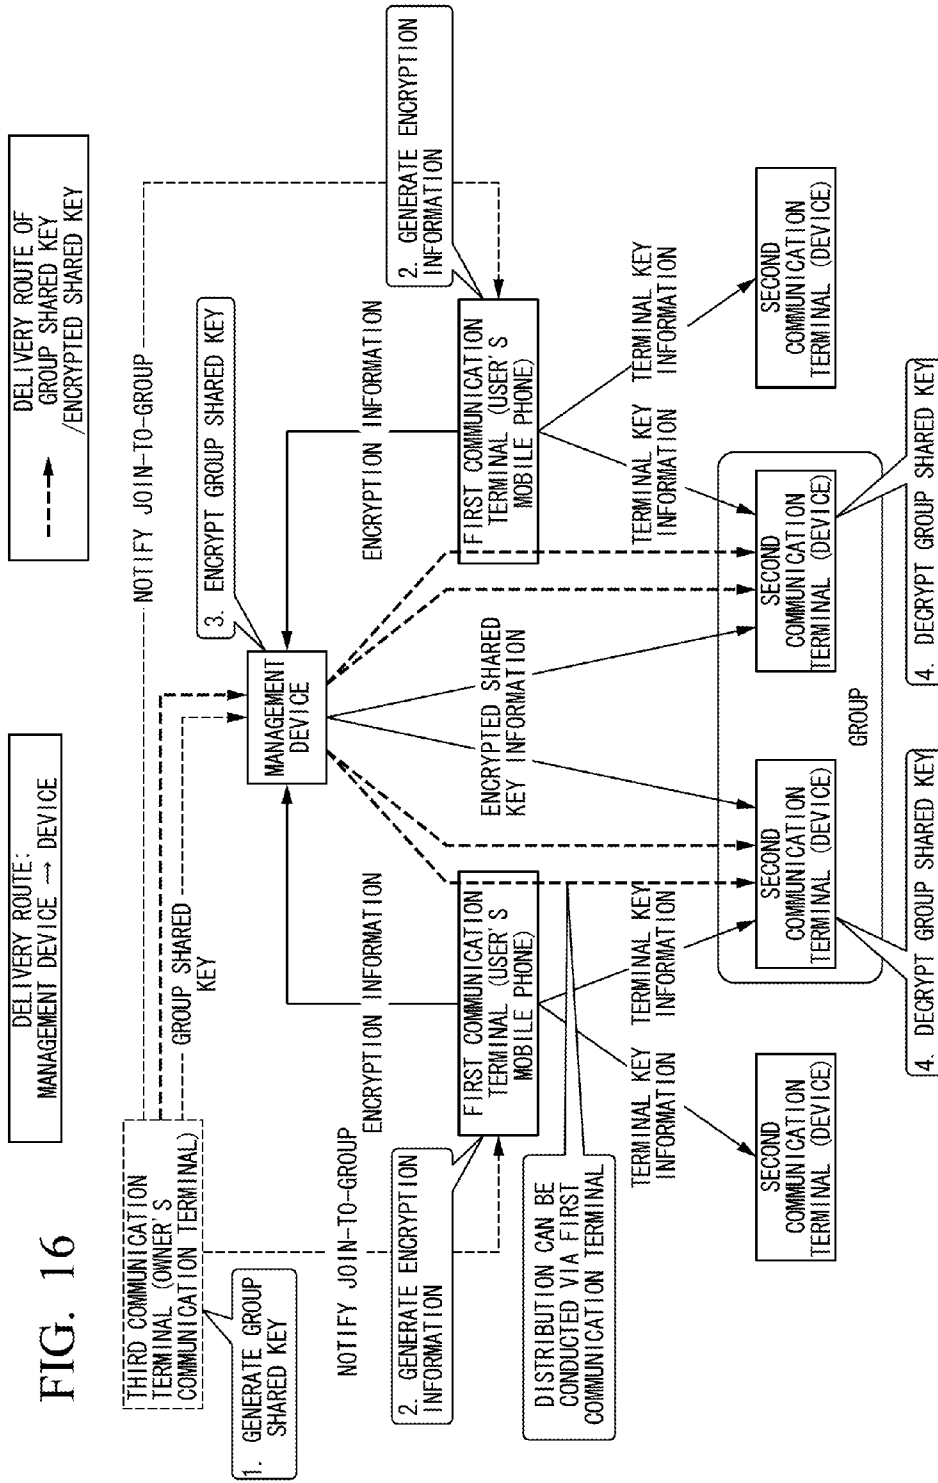 FIG. 16
DELIVERY ROUTE:
MANAGEMENT DEVICE → DEVICE
DELIVERY ROUTE OF
GROUP SHARED KEY
/ENCRYPTED SHARED KEY
THIRD COMMUNICATION
TERMINAL (OWNER'S
COMMUNICATION TERMINAL)
NOTIFY JOIN-TO-GROUP
1. GENERATE GROUP
SHARED KEY
GROUP SHARED
KEY
MANAGEMENT
DEVICE
3. ENCRYPT GROUP SHARED KEY
NOTIFY JOIN-TO-GROUP
ENCRYPTION INFORMATION
ENCRYPTION INFORMATION
2. GENERATE ENCRYPTION
INFORMATION
2. GENERATE ENCRYPTION
INFORMATION
FIRST COMMUNICATION
TERMINAL (USER'S
MOBILE PHONE)
FIRST COMMUNICATION
TERMINAL (USER'S
MOBILE PHONE)
ENCRYPTED SHARED
KEY INFORMATION
DISTRIBUTION CAN BE
CONDUCTED VIA FIRST
COMMUNICATION TERMINAL
TERMINAL KEY
INFORMATION
TERMINAL KEY
INFORMATION
TERMINAL KEY
INFORMATION
TERMINAL KEY
INFORMATION
SECOND
COMMUNICATION
TERMINAL (DEVICE)
SECOND
COMMUNICATION
TERMINAL (DEVICE)
SECOND
COMMUNICATION
TERMINAL (DEVICE)
SECOND
COMMUNICATION
TERMINAL (DEVICE)
GROUP
4. DECRYPT GROUP SHARED KEY
4. DECRYPT GROUP SHARED KEY